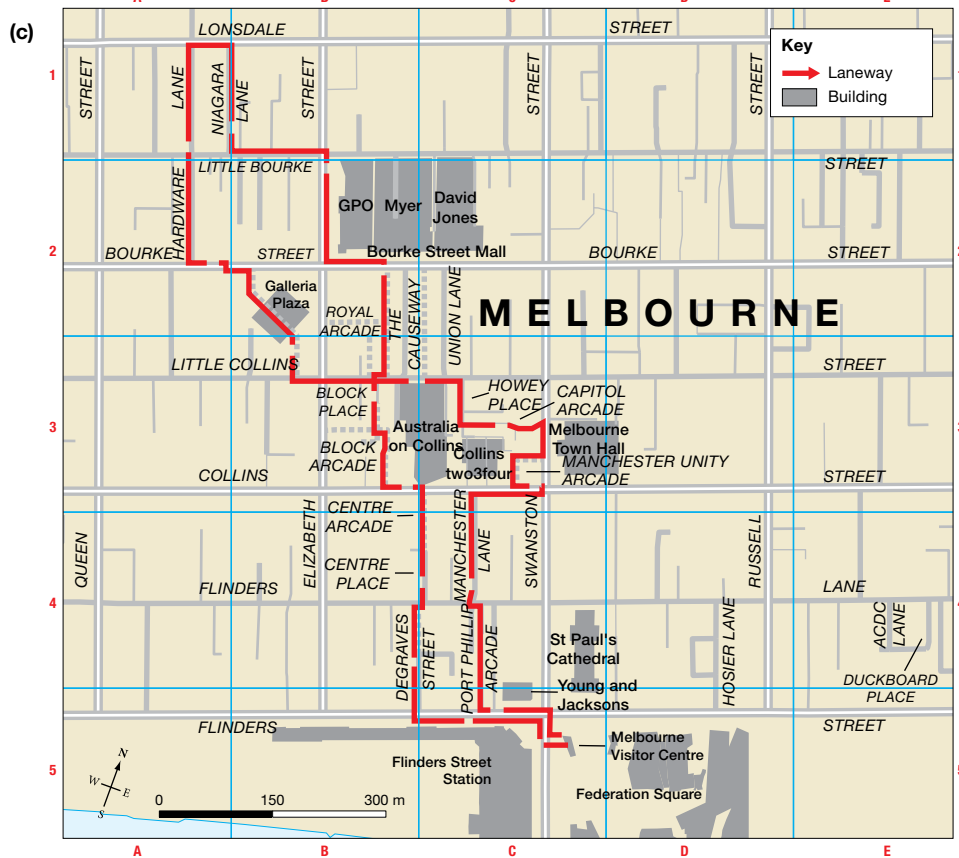 (c)
A B C D E
LONSDALE STREET
Key
Laneway
Building
1
STREET
LANE
NIAGARA
LANE
STREET
STREET
STREET
1
LITTLE BOURKE STREET
HARDWARE
GPO
Myer
David
Jones
2
BOURKE STREET
Bourke Street Mall
BOURKE STREET
2
Galleria
Plaza
ROYAL
ARCADE
THE
CAUSEWAY
UNION LANE
MELBOURNE
LITTLE COLLINS STREET
BLOCK
PLACE
HOWEY
PLACE
CAPITOL
ARCADE
3
Australia
on Collins
Melbourne
Town Hall
3
BLOCK
ARCADE
Collins
two3four
MANCHESTER UNITY
ARCADE
COLLINS STREET
CENTRE
ARCADE
QUEEN
ELIZABETH
MANCHESTER
LANE
SWANSTON
RUSSELL
CENTRE
PLACE
FLINDERS LANE
4
DEGRAVES
STREET
PORT PHILLIP
ARCADE
St Paul's
Cathedral
HOSIER LANE
ACDC
LANE
4
DUCKBOARD
PLACE
Young and
Jacksons
FLINDERS STREET
Melbourne
Visitor Centre
5
Flinders Street
Station
Federation Square
5
N
W
E
S
0 150 300 m
A B C D E